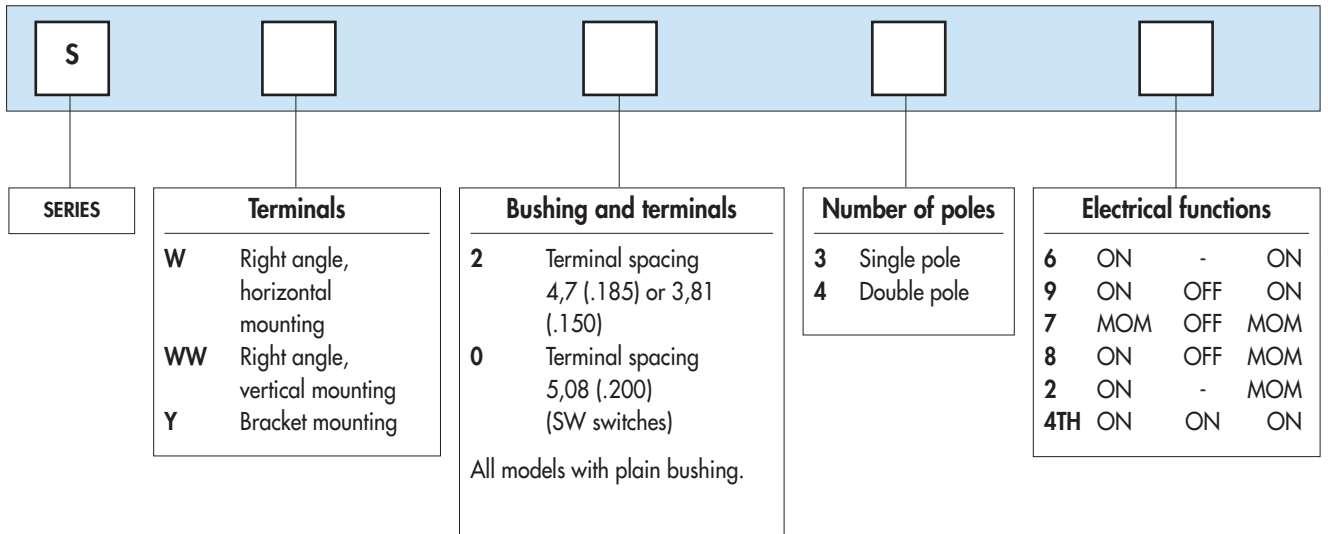 S
SERIES
Terminals
W Right angle,
horizontal
mounting
WW Right angle,
vertical mounting
Y Bracket mounting
Bushing and terminals
2 Terminal spacing
4,7 (.185) or 3,81
(.150)
0 Terminal spacing
5,08 (.200)
(SW switches)
All models with plain bushing.
Number of poles
3 Single pole
4 Double pole
Electrical functions
6 ON - ON
9 ON OFF ON
7 MOM OFF MOM
8 ON OFF MOM
2 ON - MOM
4TH ON ON ON